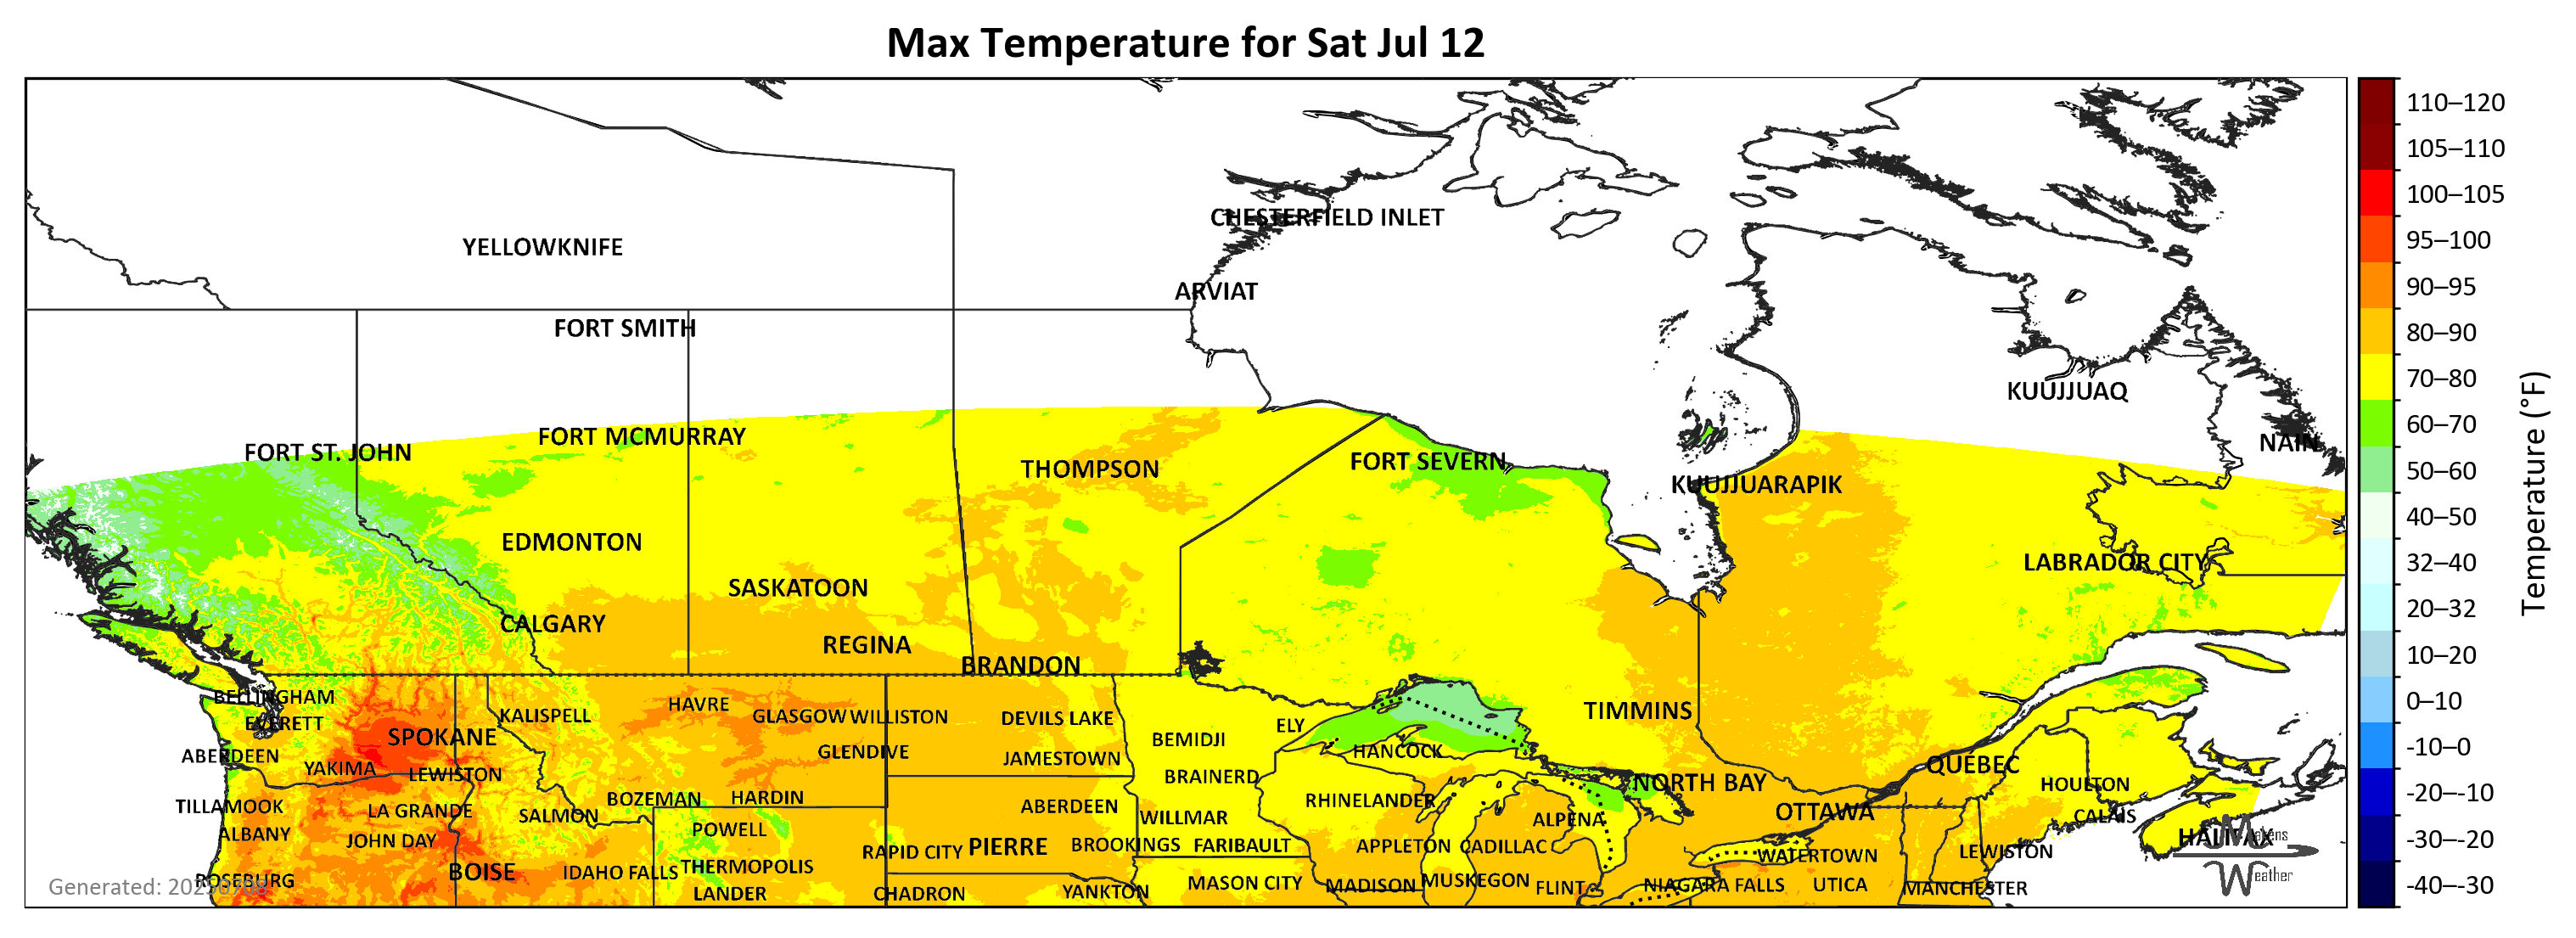 Max Temperature for Sat Jul 12
CHESTERFIELD INLET
YELLOWKNIFE
ARVIAT
FORT SMITH
KUUJJUAQ
NAIN
FORT MCMURRAY
FORT ST. JOHN
THOMPSON
FORT SEVERN
KUUJJUARAPIK
EDMONTON
LABRADOR CITY
SASKATOON
CALGARY
REGINA
BRANDON
BELLINGHAM
HAVRE
KALISPELL
GLASGOW
WILLISTON
DEVILS LAKE
TIMMINS
EVERETT
ELY
SPOKANE
BEMIDJI
ABERDEEN
GLENDIVE
JAMESTOWN
HANCOCK
QUÉBEC
YAKIMA
LEWISTON
BRAINERD
NORTH BAY
HOULTON
TILLAMOOK
LA GRANDE
SALMON
BOZEMAN
HARDIN
ABERDEEN
WILLMAR
RHINELANDER
ALPENA
OTTAWA
CALAIS
ALBANY
JOHN DAY
POWELL
RAPID CITY
PIERRE
BROOKINGS
FARIBAULT
APPLETON
CADILLAC
WATERTOWN
LEWISTON
HALIFAX
Makens
Weather
ROSEBURG
BOISE
IDAHO FALLS
THERMOPOLIS
LANDER
CHADRON
YANKTON
MASON CITY
MADISON
MUSKEGON
FLINT
NIAGARA FALLS
UTICA
MANCHESTER
Generated: 20250708
110–120
105–110
100–105
95–100
90–95
80–90
70–80
60–70
50–60
40–50
32–40
20–32
10–20
0–10
-10–0
-20–-10
-30–-20
-40–-30
Temperature (°F)